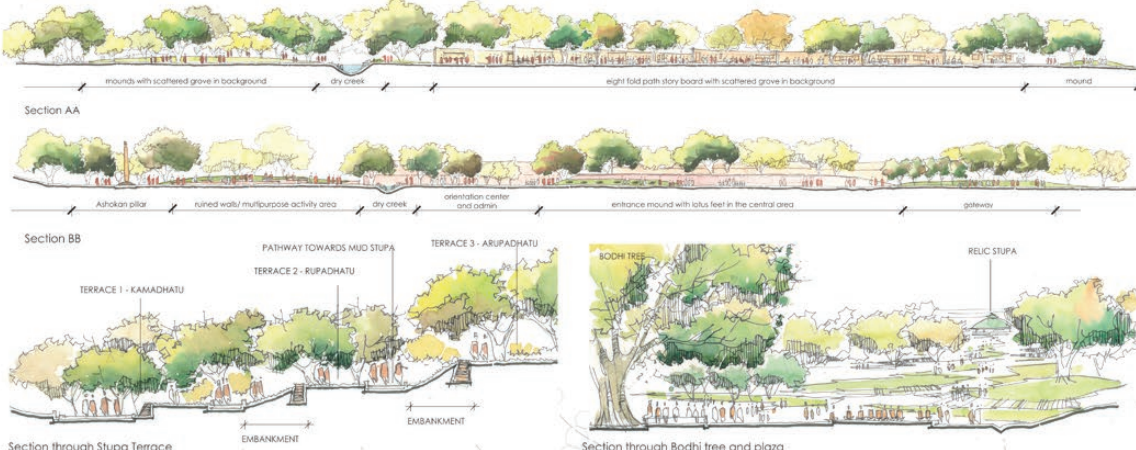 mounds with scattered grove in background
dry creek
eight fold path story board with scattered grove in background
mound
Section AA
Ashokan pillar
ruined walls/ multipurpose activity area
dry creek
orientation center
and admin
entrance mound with lotus feet in the central area
gateway
Section BB
PATHWAY TOWARDS MUD STUPA
TERRACE 3 - ARUPADHATU
TERRACE 2 - RUPADHATU
TERRACE 1 - KAMADHATU
EMBANKMENT
EMBANKMENT
Section through Stupa Terrace
BODHI TREE
RELIC STUPA
Section through Bodhi tree and plaza